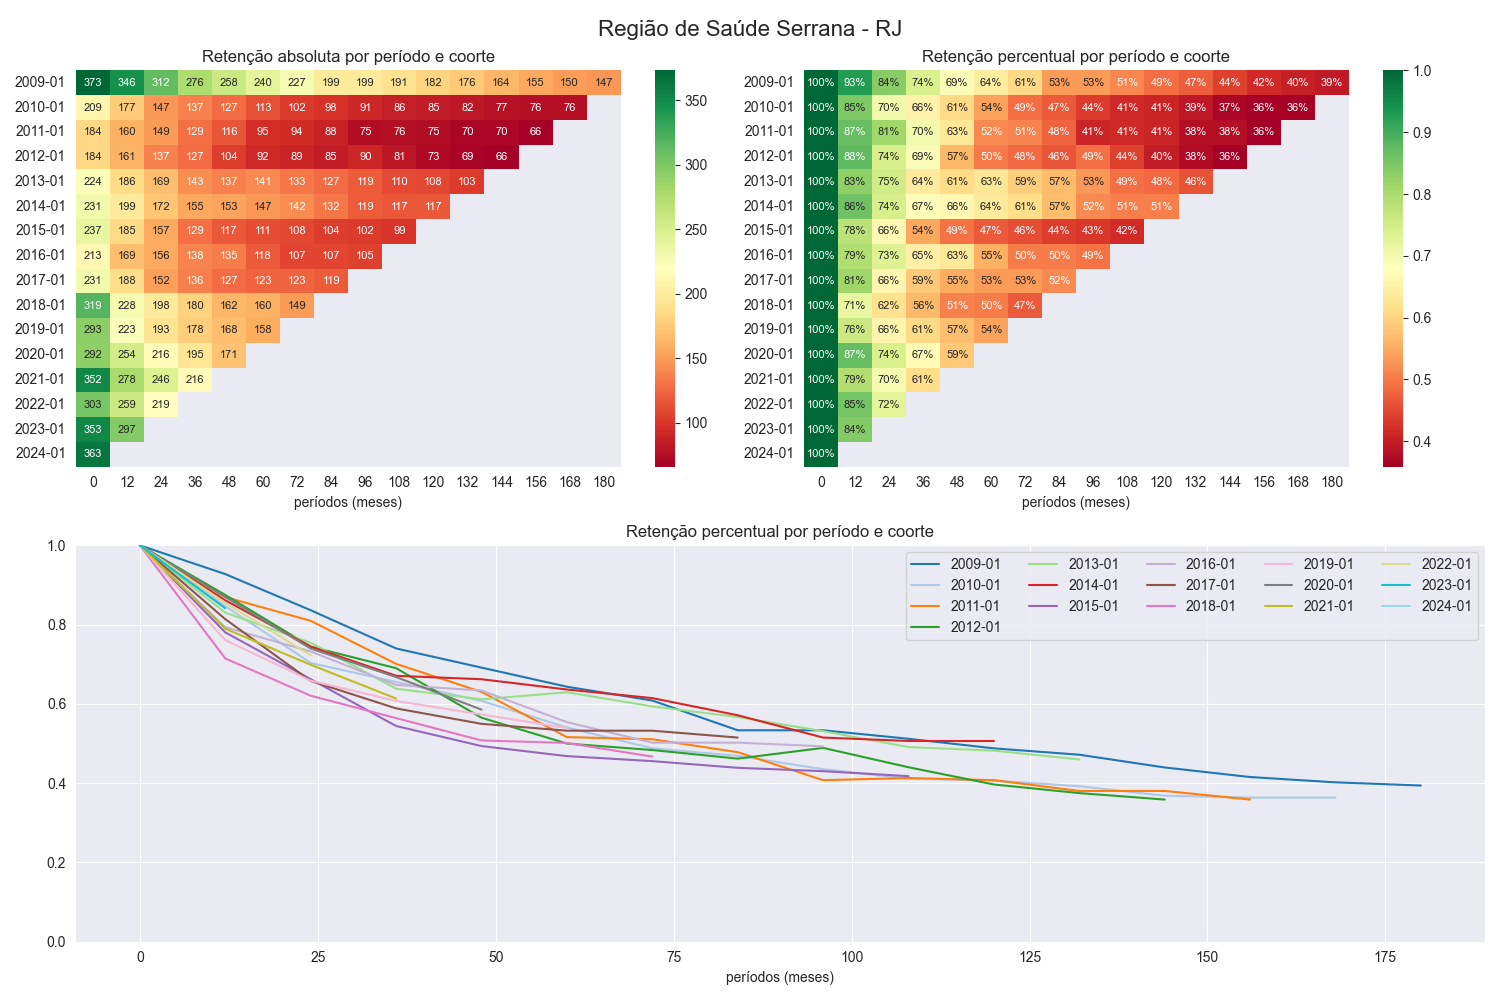 Região de Saúde Serrana - RJ
Retenção absoluta por período e coorte
2009-01 373 346 312 276 258 240 227 199 199 191 182 176 164 155 150 147
2010-01 209 177 147 137 127 113 102 98 91 86 85 82 77 76 76
2011-01 184 160 149 129 116 95 94 88 75 76 75 70 70 66
2012-01 184 161 137 127 104 92 89 85 90 81 73 69 66
2013-01 224 186 169 143 137 141 133 127 119 110 108 103
2014-01 231 199 172 155 153 147 142 132 119 117 117
2015-01 237 185 157 129 117 111 108 104 102 99
2016-01 213 169 156 138 135 118 107 107 105
2017-01 231 188 152 136 127 123 123 119
2018-01 319 228 198 180 162 160 149
2019-01 293 223 193 178 168 158
2020-01 292 254 216 195 171
2021-01 352 278 246 216
2022-01 303 259 219
2023-01 353 297
2024-01 363
0 12 24 36 48 60 72 84 96 108 120 132 144 156 168 180
períodos (meses)
350
300
250
200
150
100
Retenção percentual por período e coorte
2009-01 100% 93% 84% 74% 69% 64% 61% 53% 53% 51% 49% 47% 44% 42% 40% 39%
2010-01 100% 85% 70% 66% 61% 54% 49% 47% 44% 41% 41% 39% 37% 36% 36%
2011-01 100% 87% 81% 70% 63% 52% 51% 48% 41% 41% 41% 38% 38% 36%
2012-01 100% 88% 74% 69% 57% 50% 48% 46% 49% 44% 40% 38% 36%
2013-01 100% 83% 75% 64% 61% 63% 59% 57% 53% 49% 48% 46%
2014-01 100% 86% 74% 67% 66% 64% 61% 57% 52% 51% 51%
2015-01 100% 78% 66% 54% 49% 47% 46% 44% 43% 42%
2016-01 100% 79% 73% 65% 63% 55% 50% 50% 49%
2017-01 100% 81% 66% 59% 55% 53% 53% 52%
2018-01 100% 71% 62% 56% 51% 50% 47%
2019-01 100% 76% 66% 61% 57% 54%
2020-01 100% 87% 74% 67% 59%
2021-01 100% 79% 70% 61%
2022-01 100% 85% 72%
2023-01 100% 84%
2024-01 100%
0 12 24 36 48 60 72 84 96 108 120 132 144 156 168 180
períodos (meses)
1.0
0.9
0.8
0.7
0.6
0.5
0.4
Retenção percentual por período e coorte
1.0
0.8
0.6
0.4
0.2
0.0
2009-01 2013-01 2016-01 2019-01 2022-01
2010-01 2014-01 2017-01 2020-01 2023-01
2011-01 2015-01 2018-01 2021-01 2024-01
2012-01
0 25 50 75 100 125 150 175
períodos (meses)